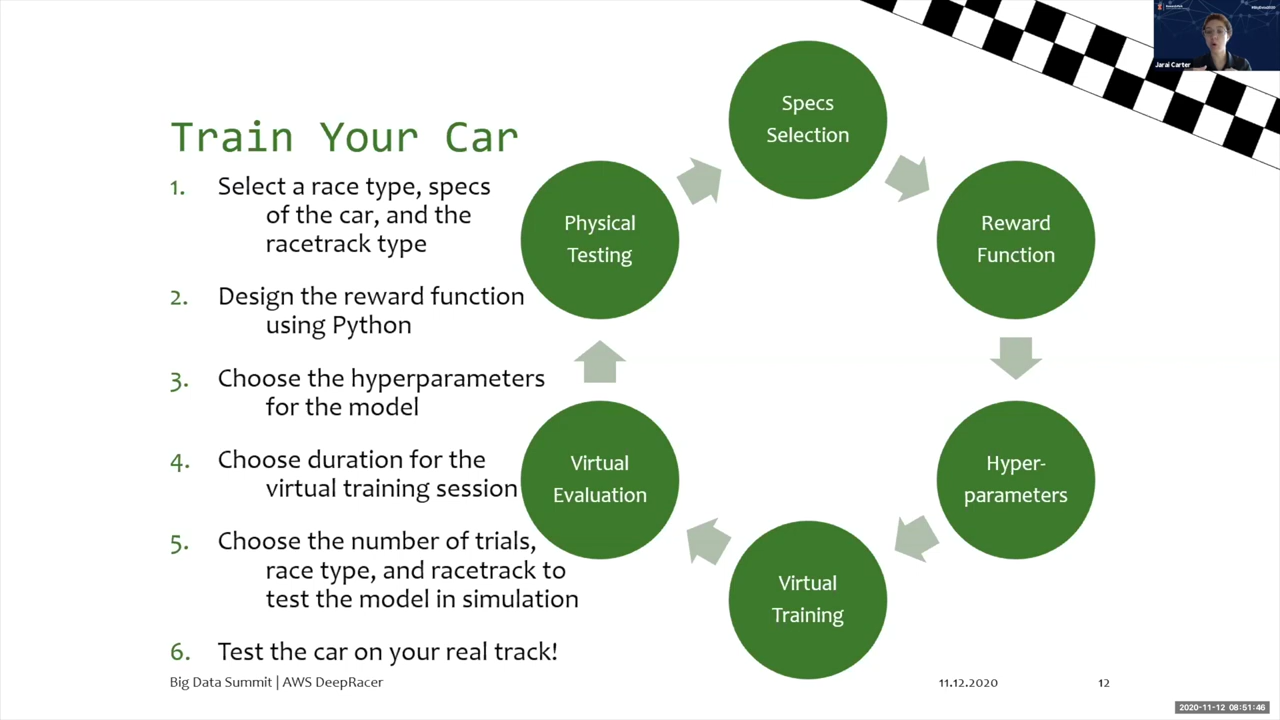 Train Your Car
1. Select a race type, specs
of the car, and the
racetrack type
2. Design the reward function
using Python
3. Choose the hyperparameters
for the model
4. Choose duration for the
virtual training session
5. Choose the number of trials,
race type, and racetrack to
test the model in simulation
6. Test the car on your real track!
Specs
Selection
Reward
Function
Hyper-
parameters
Virtual
Training
Virtual
Evaluation
Physical
Testing
Big Data Summit | AWS DeepRacer
11.12.2020
12
Jarai Carter
2020-11-12 08:51:46